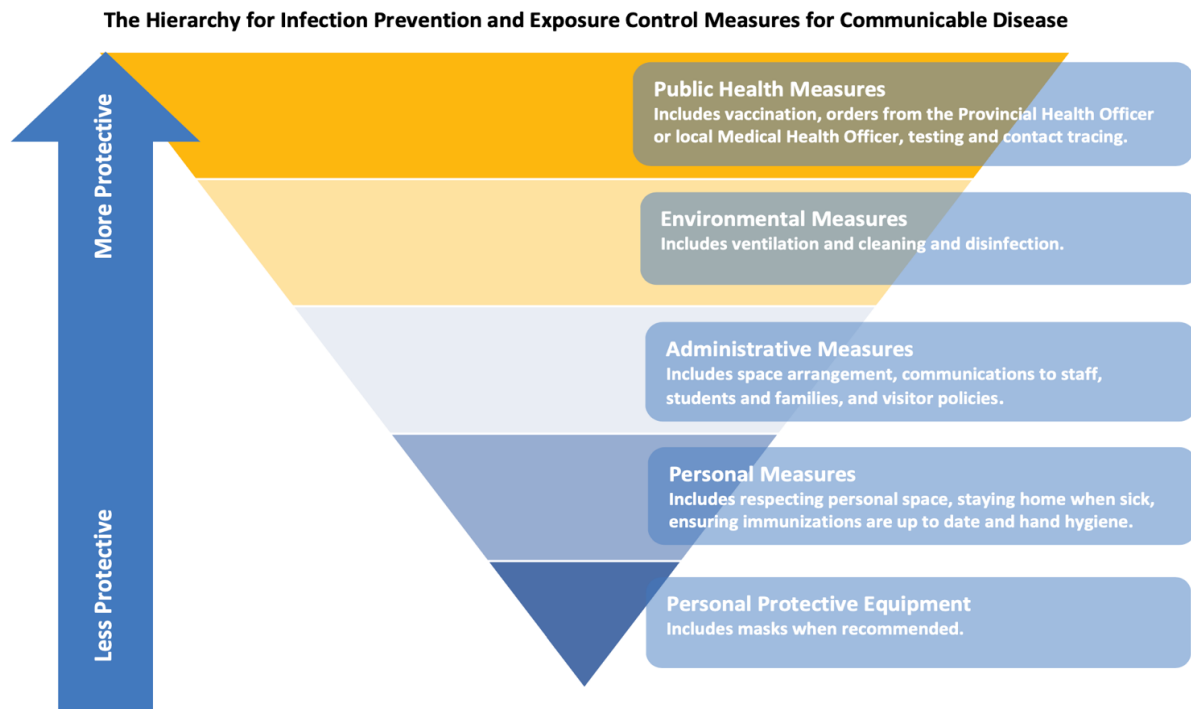 The Hierarchy for Infection Prevention and Exposure Control Measures for Communicable Disease
More Protective
Less Protective
Public Health Measures
Includes vaccination, orders from the Provincial Health Officer
or local Medical Health Officer, testing and contact tracing.
Environmental Measures
Includes ventilation and cleaning and disinfection.
Administrative Measures
Includes space arrangement, communications to staff,
students and families, and visitor policies.
Personal Measures
Includes respecting personal space, staying home when sick,
ensuring immunizations are up to date and hand hygiene.
Personal Protective Equipment
Includes masks when recommended.